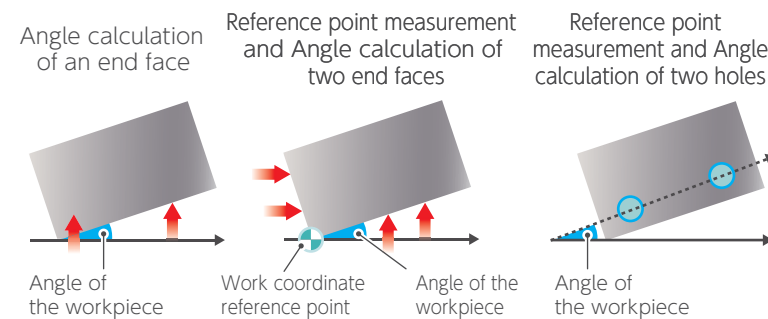 Angle calculation
of an end face
Reference point measurement
and Angle calculation of
two end faces
Reference point
measurement and Angle
calculation of two holes
Angle of
the workpiece
Work coordinate
reference point
Angle of the
workpiece
Angle of
the workpiece